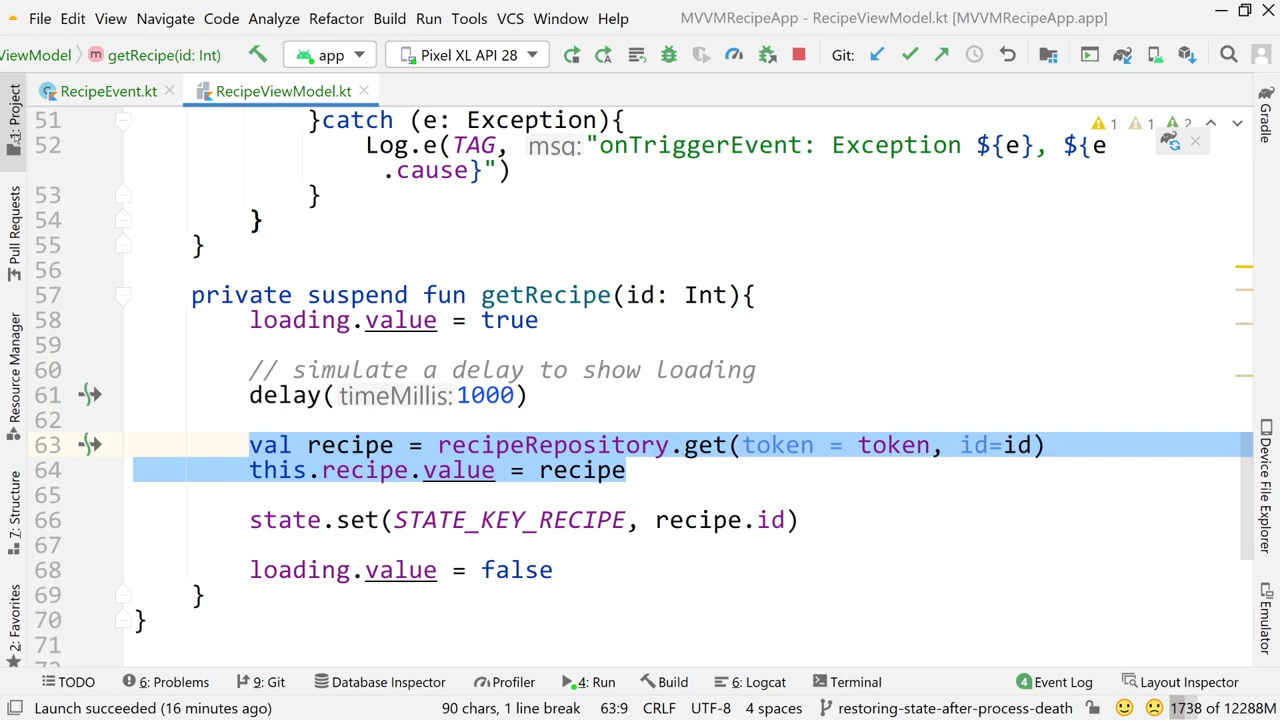 File Edit View Navigate Code Analyze Refactor Build Run Tools VCS Window Help MVVMRecipeApp - RecipeViewModel.kt [MVVMRecipeApp.app]
ViewModel getRecipe(id: Int) app Pixel XL API 28 Git:
RecipeEvent.kt RecipeViewModel.kt
1: Project
Pull Requests
Resource Manager
7: Structure
2: Favorites
51 }catch (e: Exception){
52 Log.e(TAG, msg: "onTriggerEvent: Exception ${e}, ${e
.cause}")
53 }
54 }
55 }
56
57 private suspend fun getRecipe(id: Int){
58 loading.value = true
59
60 // simulate a delay to show loading
61 delay( timeMillis: 1000)
62
63 val recipe = recipeRepository.get(token = token, id=id)
64 this.recipe.value = recipe
65
66 state.set(STATE_KEY_RECIPE, recipe.id)
67
68 loading.value = false
69 }
70 }
71
1 1 2
Gradle
Device File Explorer
Emulator
TODO 6: Problems 9: Git Database Inspector Profiler 4: Run Build 6: Logcat Terminal 4 Event Log Layout Inspector
Launch succeeded (16 minutes ago) 90 chars, 1 line break 63:9 CRLF UTF-8 4 spaces restoring-state-after-process-death 1738 of 12288M